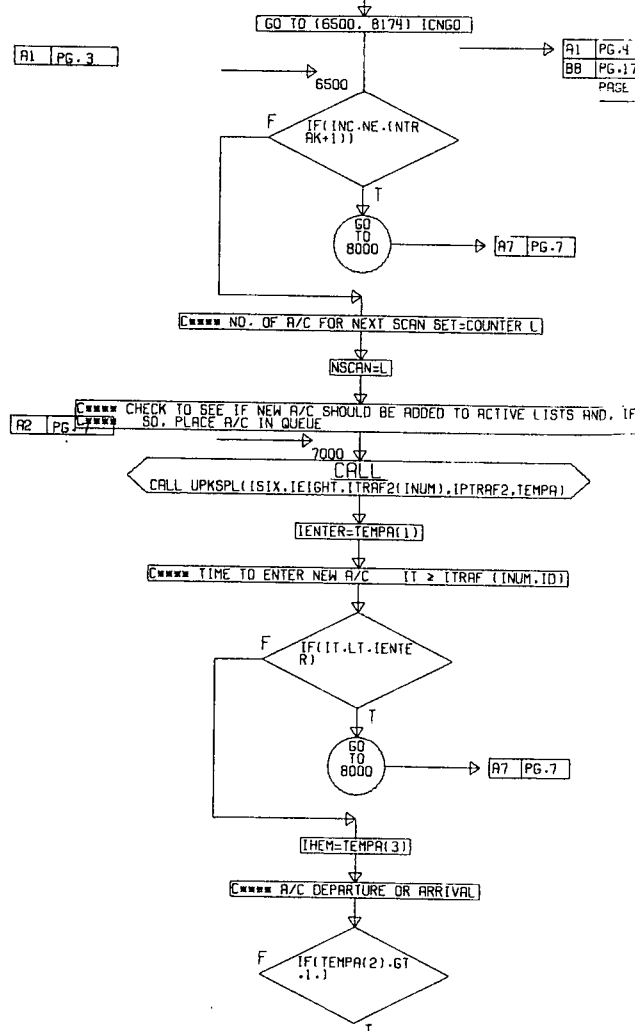 GO TO (6500, 8174) ICNGO
A1 PG.3
A1 PG.4
BB PG.17
PAGE
6500
F
IF(INC.NE.(NTR
AK+1))
T
GO
TO
8000
A7 PG.7
C**** NO. OF A/C FOR NEXT SCAN SET=COUNTER L
NSCAN=L
C**** CHECK TO SEE IF NEW A/C SHOULD BE ADDED TO ACTIVE LISTS AND, IF
C**** SO, PLACE A/C IN QUEUE
A2 PG.
7000
CALL
CALL UPKSPL(ISIX,IEIGHT,ITRAF2(INUM),IPTRAF2,TEMPA)
IENTER=TEMPA(1)
C**** TIME TO ENTER NEW A/C IT ≥ ITRAF (INUM,ID)
F
IF(IT.LT.IENTE
R)
T
GO
TO
8000
A7 PG.7
IHEM=TEMPA(3)
C**** A/C DEPARTURE OR ARRIVAL
F
IF(TEMPA(2).GT
.1.)
T